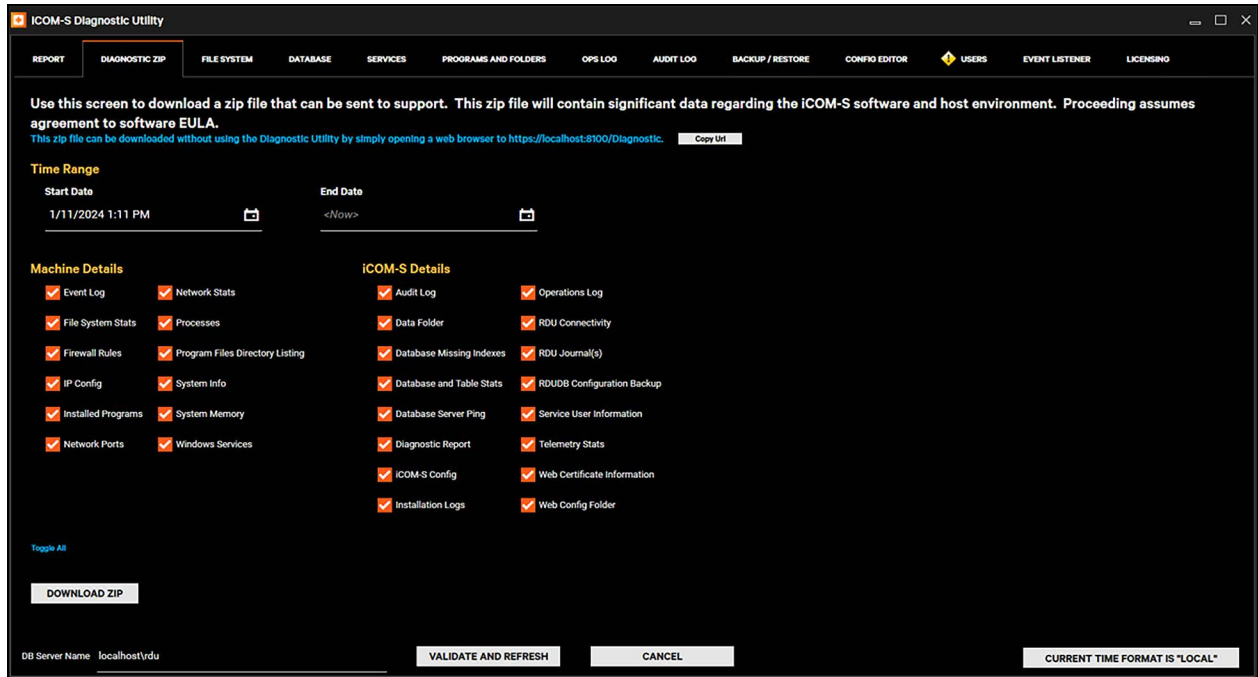 iCOM-S Diagnostic Utility
REPORT DIAGNOSTIC ZIP FILE SYSTEM DATABASE SERVICES PROGRAMS AND FOLDERS OPS LOG AUDIT LOG BACKUP / RESTORE CONFIG EDITOR USERS EVENT LISTENER LICENSING
Use this screen to download a zip file that can be sent to support. This zip file will contain significant data regarding the iCOM-S software and host environment. Proceeding assumes
agreement to software EULA.
This zip file can be downloaded without using the Diagnostic Utility by simply opening a web browser to https://localhost:8100/Diagnostic. Copy Url
Time Range
Start Date End Date
1/11/2024 1:11 PM <Now>
Machine Details iCOM-S Details
Event Log Network Stats Audit Log Operations Log
File System Stats Processes Data Folder RDU Connectivity
Firewall Rules Program Files Directory Listing Database Missing Indexes RDU Journal(s)
IP Config System Info Database and Table Stats RDUDB Configuration Backup
Installed Programs System Memory Database Server Ping Service User Information
Network Ports Windows Services Diagnostic Report Telemetry Stats
iCOM-S Config Web Certificate Information
Installation Logs Web Config Folder
Toggle All
DOWNLOAD ZIP
DB Server Name localhost\rdu VALIDATE AND REFRESH CANCEL CURRENT TIME FORMAT IS "LOCAL"